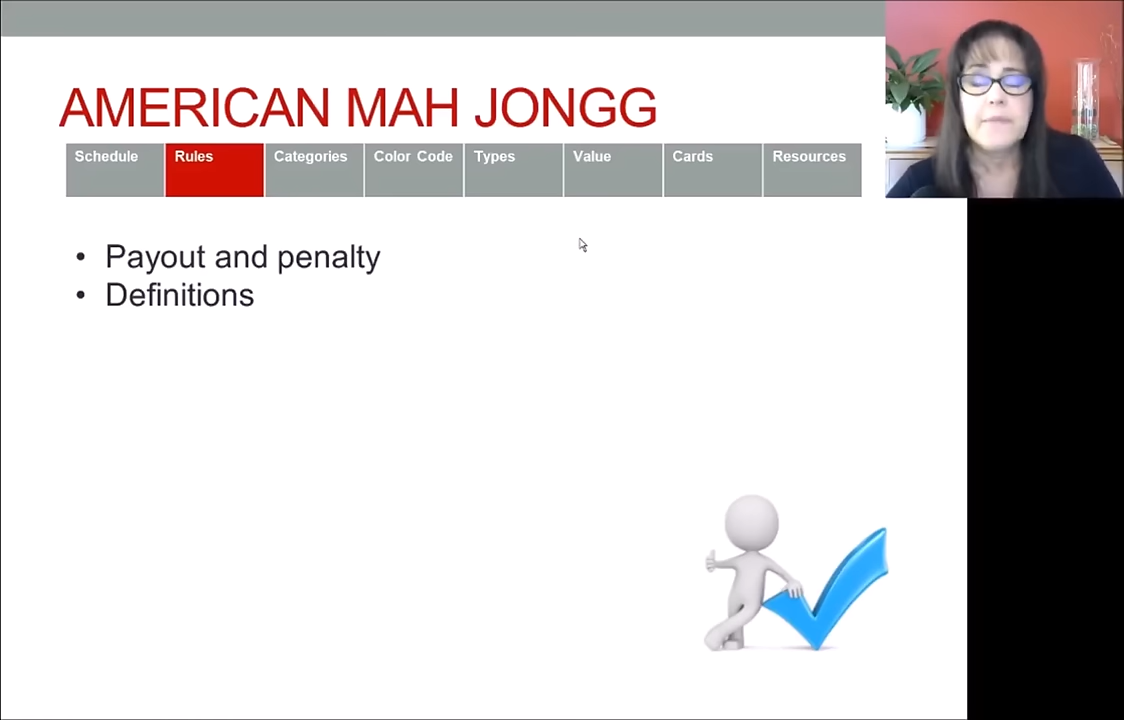 AMERICAN MAH JONGG
Schedule Rules Categories Color Code Types Value Cards Resources
• Payout and penalty
• Definitions